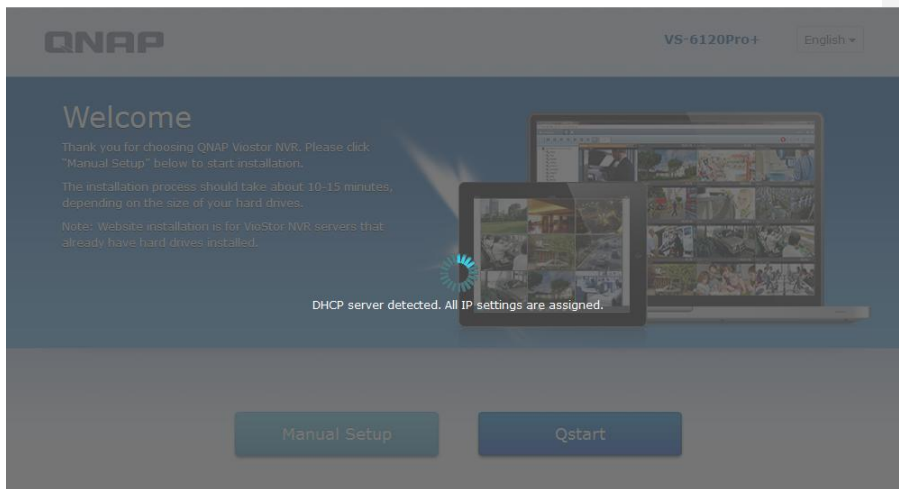 QNAP
VS-6120Pro+
English
Welcome
Thank you for choosing QNAP Viostor NVR. Please click
"Manual Setup" below to start installation.
The installation process should take about 10-15 minutes,
depending on the size of your hard drives.
Note: Website installation is for VioStor NVR servers that
already have hard drives installed.
DHCP server detected. All IP settings are assigned.
Manual Setup
Qstart